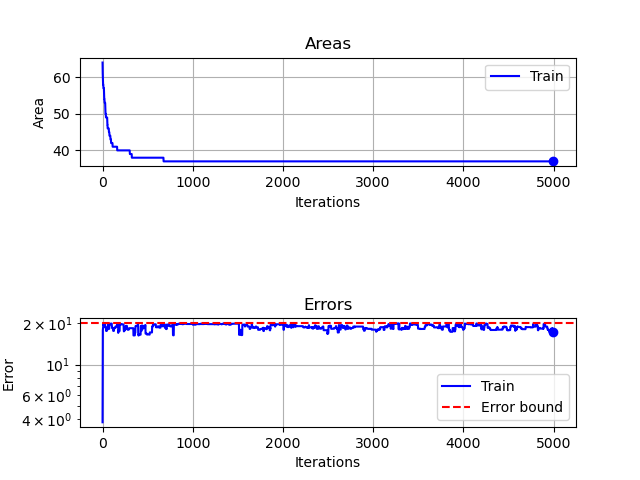 Areas
Area
60
50
40
Train
0 1000 2000 3000 4000 5000
Iterations
Errors
Error
2 × 10¹
10¹
6 × 10⁰
4 × 10⁰
Train
Error bound
0 1000 2000 3000 4000 5000
Iterations